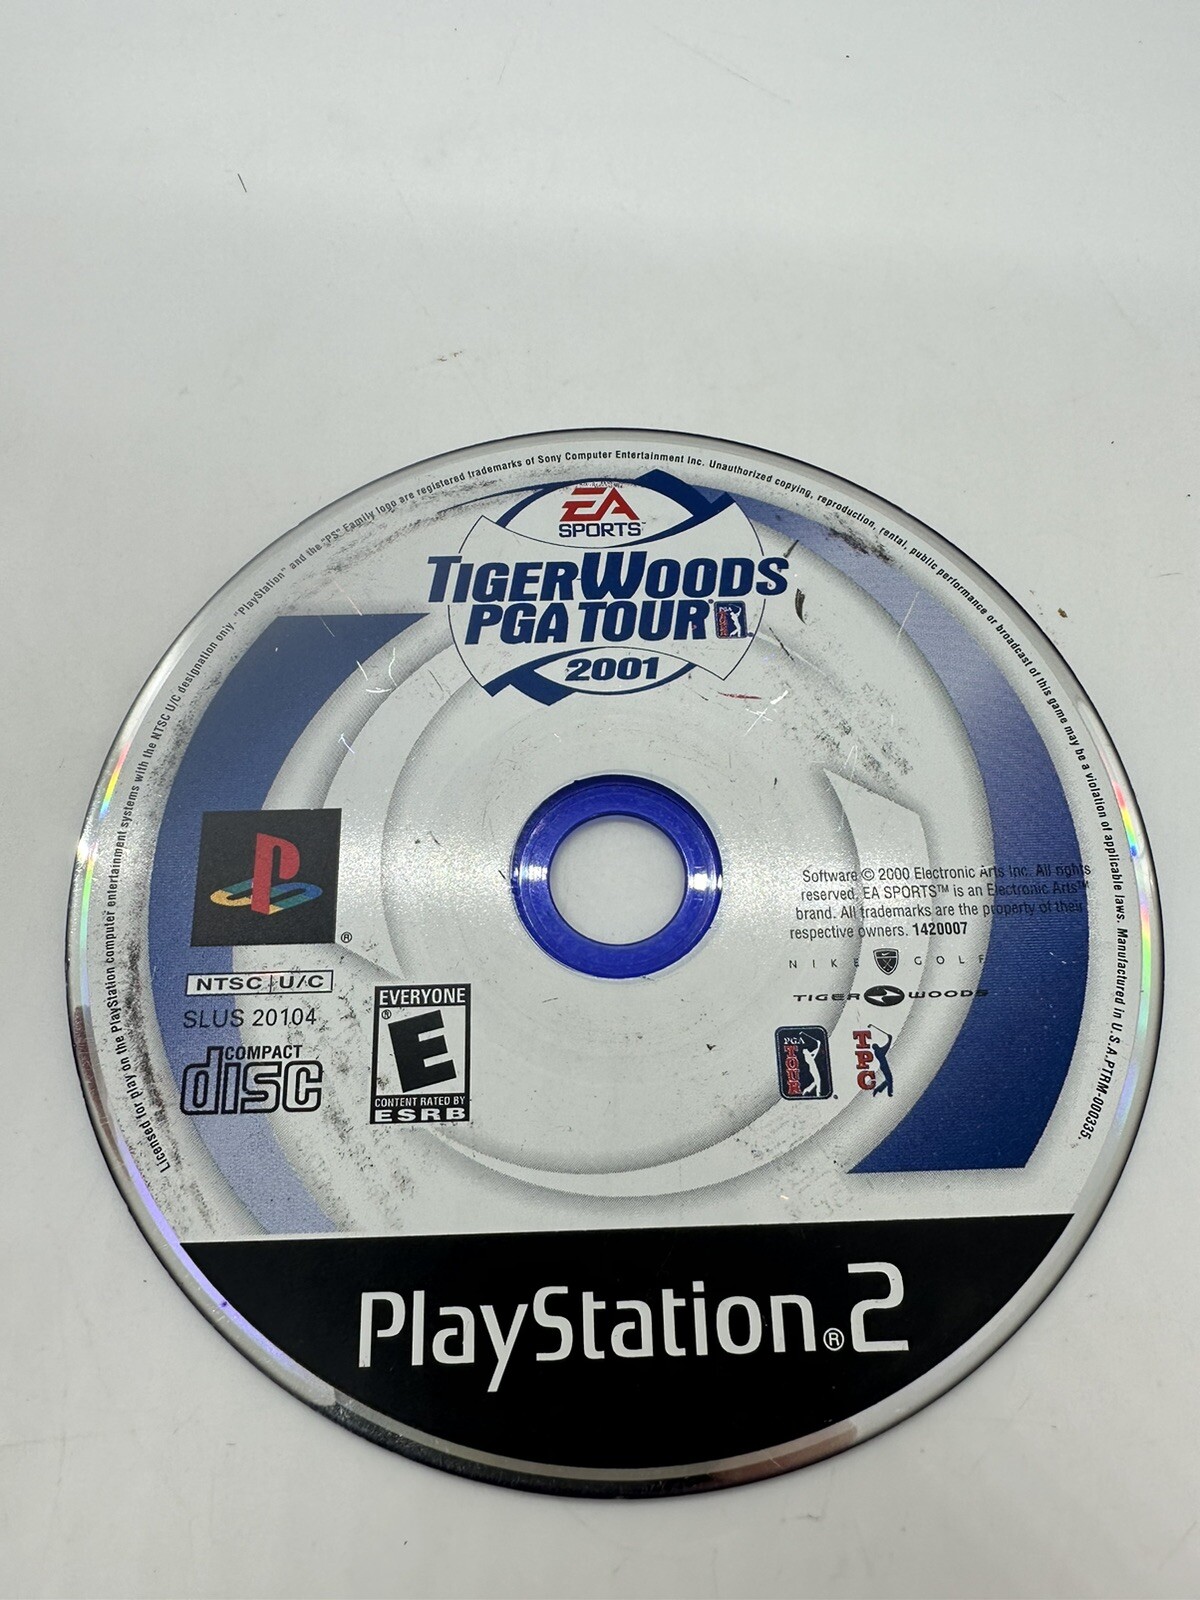 Licensed for play on the PlayStation computer entertainment systems with the NTSC U/C designation only. "PlayStation" and the "PS" Family logo are registered trademarks of Sony Computer Entertainment Inc. Unauthorized copying, reproduction, rental, public performance or broadcast of this game may be a violation of applicable laws. Manufactured in U.S.A. PTRM-000335.
EA
SPORTS™
TIGER WOODS
PGA TOUR®
PGA TOUR
2001
®
NTSC U/C
SLUS 20104
COMPACT
disc
EVERYONE
E
®
CONTENT RATED BY
ESRB
Software © 2000 Electronic Arts Inc. All rights
reserved. EA SPORTS™ is an Electronic Arts™
brand. All trademarks are the property of their
respective owners. 1420007
NIKE GOLF
TIGER WOODS
PGA TOUR
TPC
PlayStation®2